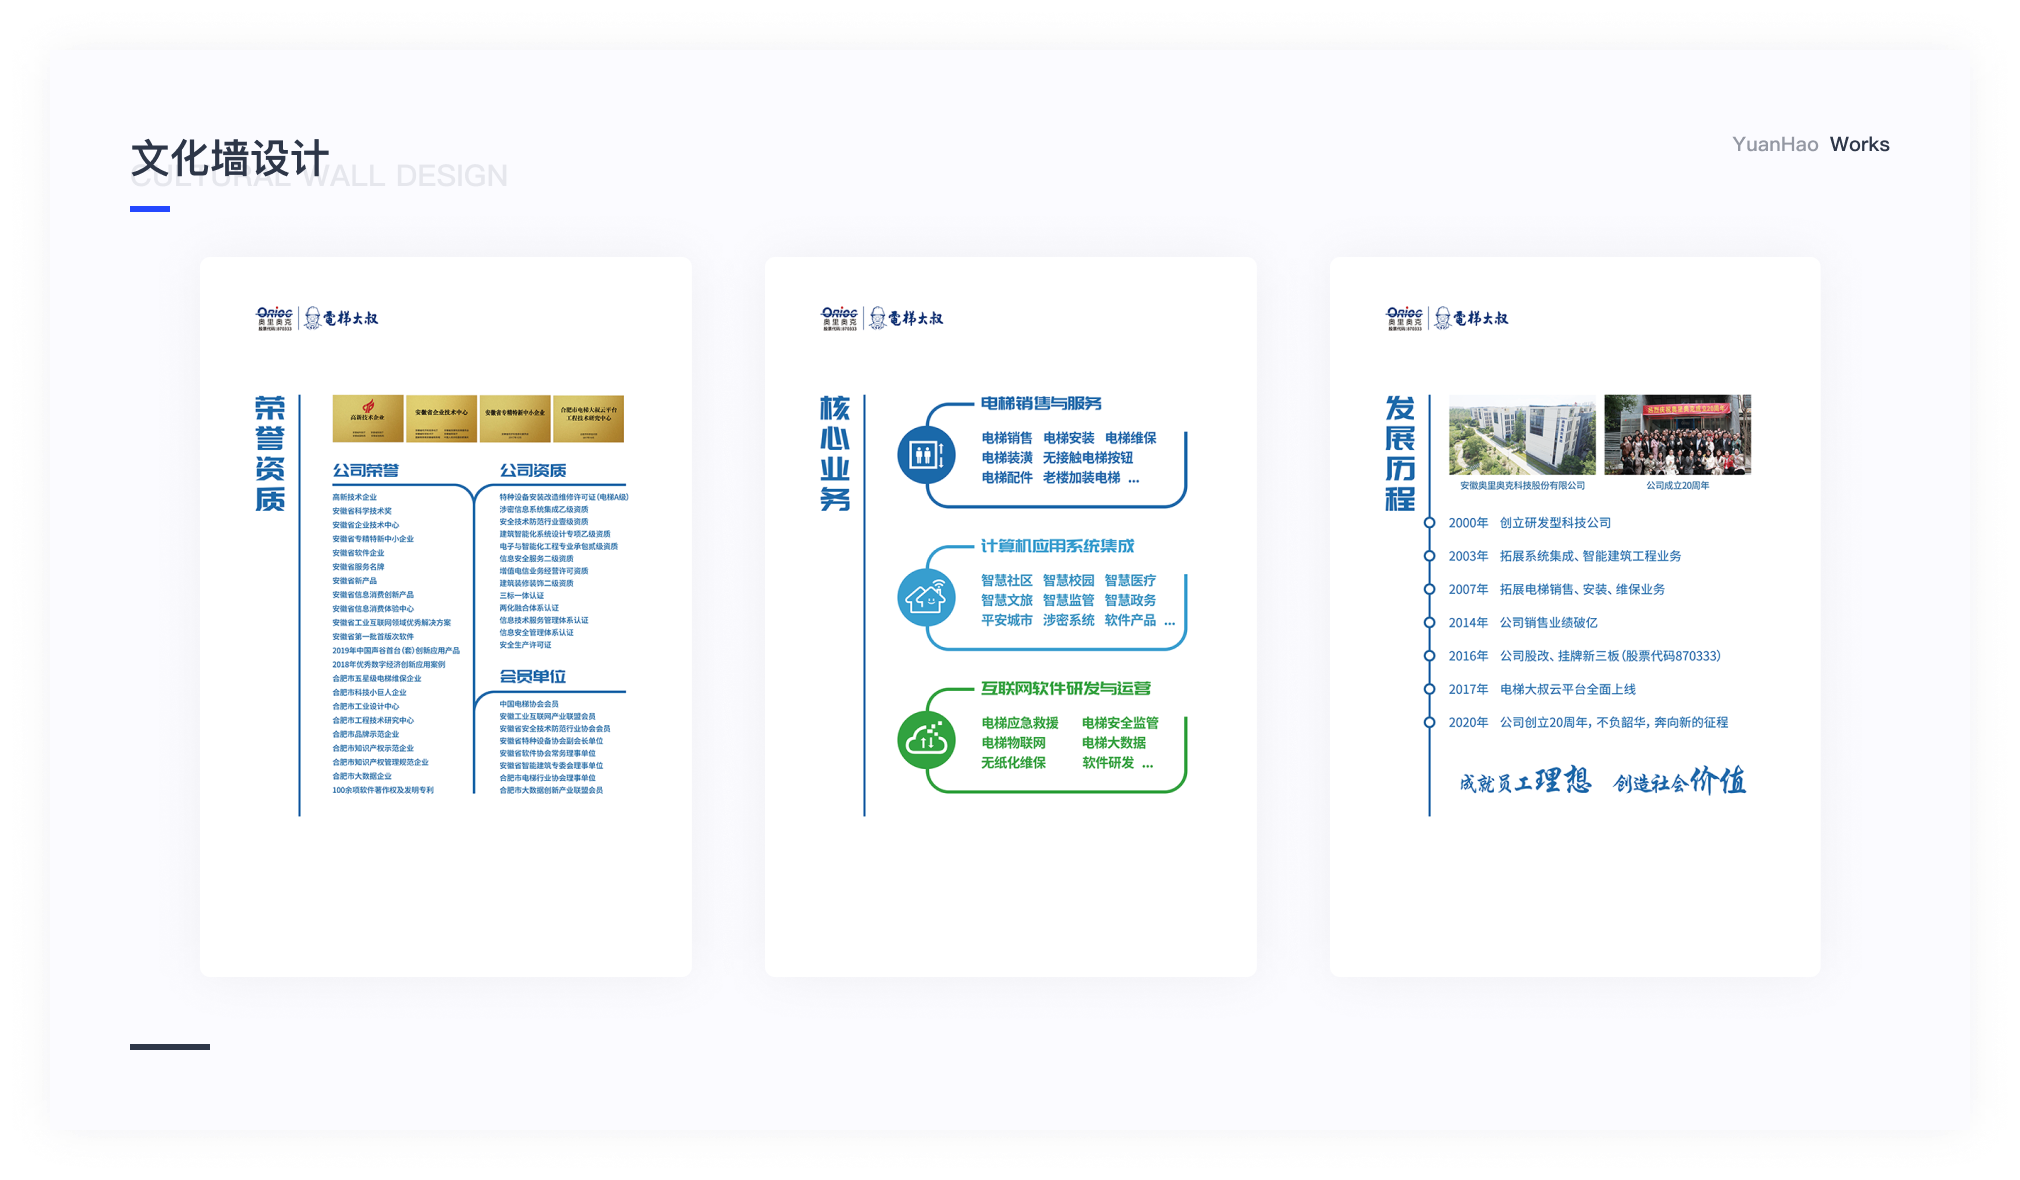 文化墙设计
CULTURAL WALL DESIGN
YuanHao Works
Orioc
奥里奥克
股票代码:870333
電梯大叔
荣誉资质
高新技术企业
安徽省企业技术中心
安徽省专精特新中小企业
合肥市电梯大叔云平台
工程技术研究中心
公司荣誉
高新技术企业
安徽省科学技术奖
安徽省企业技术中心
安徽省专精特新中小企业
安徽省软件企业
安徽省服务名牌
安徽省新产品
安徽省信息消费创新产品
安徽省信息消费体验中心
安徽省工业互联网领域优秀解决方案
安徽省第一批首版次软件
2019年中国声谷首台(套)创新应用产品
2018年优秀数字经济创新应用案例
合肥市五星级电梯维保企业
合肥市科技小巨人企业
合肥市工业设计中心
合肥市工程技术研究中心
合肥市品牌示范企业
合肥市知识产权示范企业
合肥市知识产权管理规范企业
合肥市大数据企业
100余项软件著作权及发明专利
公司资质
特种设备安装改造维修许可证(电梯A级)
涉密信息系统集成乙级资质
安全技术防范行业壹级资质
建筑智能化系统设计专项乙级资质
电子与智能化工程专业承包贰级资质
信息安全服务二级资质
增值电信业务经营许可资质
建筑装修装饰二级资质
三标一体认证
两化融合体系认证
信息技术服务管理体系认证
信息安全管理体系认证
安全生产许可证
会员单位
中国电梯协会会员
安徽工业互联网产业联盟会员
安徽省安全技术防范行业协会会员
安徽省特种设备协会副会长单位
安徽省软件协会常务理事单位
安徽省智能建筑专委会理事单位
合肥市电梯行业协会理事单位
合肥市大数据创新产业联盟会员
Orioc
奥里奥克
股票代码:870333
電梯大叔
核心业务
电梯销售与服务
电梯销售 电梯安装 电梯维保
电梯装潢 无接触电梯按钮
电梯配件 老楼加装电梯 ...
计算机应用系统集成
智慧社区 智慧校园 智慧医疗
智慧文旅 智慧监管 智慧政务
平安城市 涉密系统 软件产品 ...
互联网软件研发与运营
电梯应急救援 电梯安全监管
电梯物联网 电梯大数据
无纸化维保 软件研发 ...
Orioc
奥里奥克
股票代码:870333
電梯大叔
发展历程
热烈庆祝奥里奥克成立20周年
安徽奥里奥克科技股份有限公司
公司成立20周年
2000年 创立研发型科技公司
2003年 拓展系统集成、智能建筑工程业务
2007年 拓展电梯销售、安装、维保业务
2014年 公司销售业绩破亿
2016年 公司股改、挂牌新三板(股票代码870333)
2017年 电梯大叔云平台全面上线
2020年 公司创立20周年, 不负韶华, 奔向新的征程
成就员工理想 创造社会价值